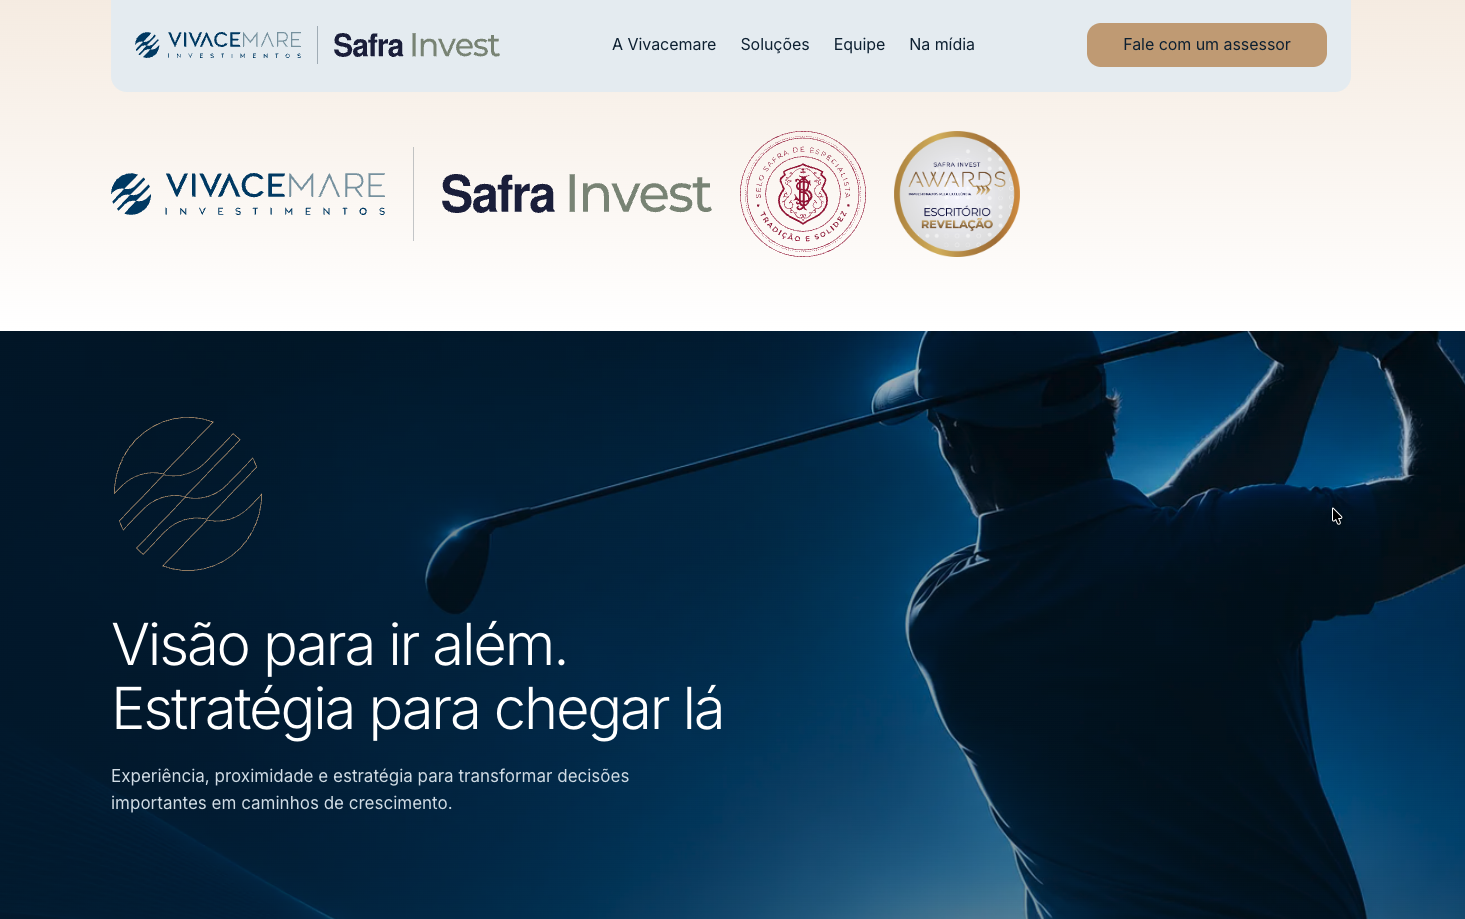 VIVACEMARE
INVESTIMENTOS
Safra Invest
A Vivacemare
Soluções
Equipe
Na mídia
Fale com um assessor
VIVACEMARE
INVESTIMENTOS
Safra Invest
SELO SAFRA DE ESPECIALISTA
• TRADIÇÃO E SOLIDEZ •
SAFRA INVEST
AWARDS
ESCRITÓRIO
REVELAÇÃO
Visão para ir além.
Estratégia para chegar lá
Experiência, proximidade e estratégia para transformar decisões
importantes em caminhos de crescimento.